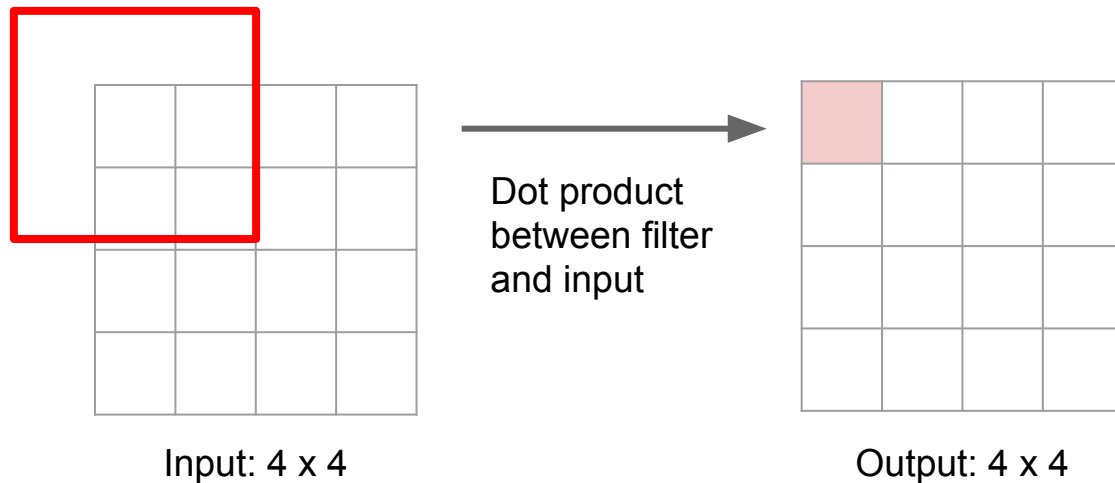 Dot product
between filter
and input
Input: 4 x 4
Output: 4 x 4